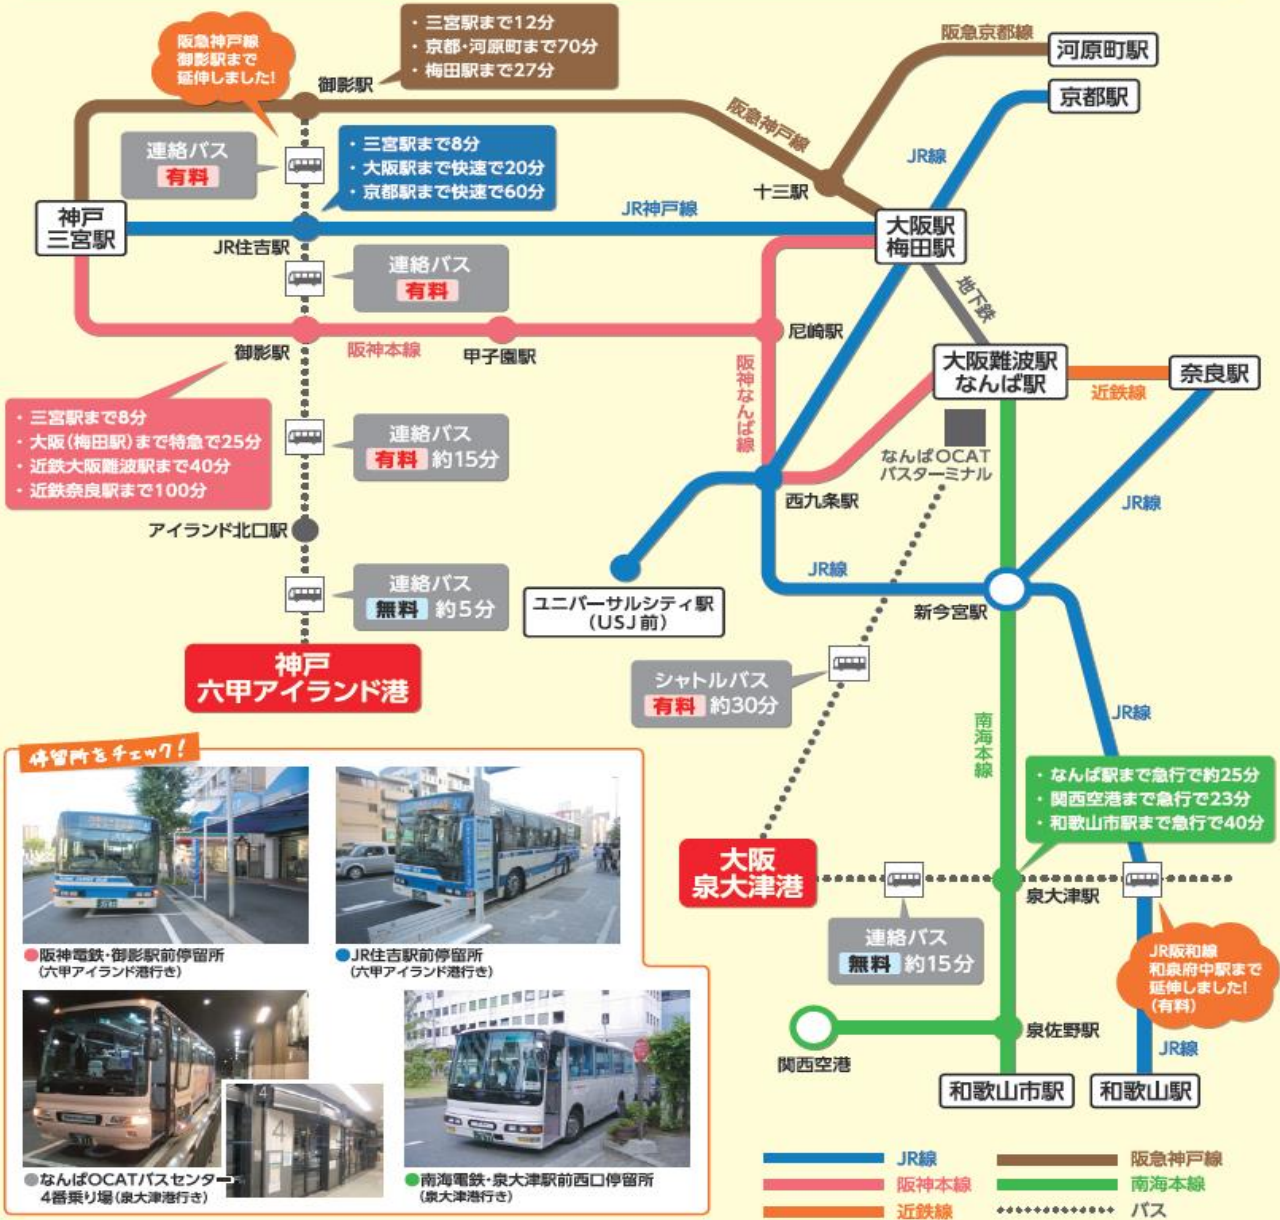 阪急神戸線
御影駅まで
延伸しました!
・三宮駅まで12分
・京都・河原町まで70分
・梅田駅まで27分
御影駅
阪急京都線
河原町駅
京都駅
阪急神戸線
JR線
十三駅
連絡バス
有料
・三宮駅まで8分
・大阪駅まで快速で20分
・京都駅まで快速で60分
神戸
三宮駅
JR住吉駅
JR神戸線
大阪駅
梅田駅
連絡バス
有料
地下鉄
御影駅
阪神本線
甲子園駅
尼崎駅
阪神なんば線
大阪難波駅
なんば駅
近鉄線
奈良駅
・三宮駅まで8分
・大阪(梅田駅)まで特急で25分
・近鉄大阪難波駅まで40分
・近鉄奈良駅まで100分
連絡バス
有料 約15分
なんばOCAT
バスターミナル
西九条駅
JR線
アイランド北口駅
連絡バス
無料 約5分
ユニバーサルシティ駅
(USJ前)
JR線
新今宮駅
神戸
六甲アイランド港
シャトルバス
有料 約30分
南海本線
JR線
・なんば駅まで急行で約25分
・関西空港まで急行で23分
・和歌山市駅まで急行で40分
大阪
泉大津港
泉大津駅
連絡バス
無料 約15分
JR阪和線
和泉府中駅まで
延伸しました!
(有料)
関西空港
泉佐野駅
JR線
和歌山市駅
和歌山駅
停留所をチェック!
●阪神電鉄・御影駅前停留所
(六甲アイランド港行き)
●JR住吉駅前停留所
(六甲アイランド港行き)
4
4
●なんばOCATバスセンター
4番乗り場(泉大津港行き)
●南海電鉄・泉大津駅前西口停留所
(泉大津港行き)
JR線
阪急神戸線
阪神本線
南海本線
近鉄線
バス